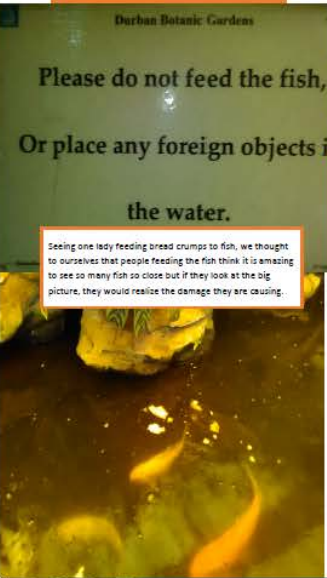 Durban Botanic Gardens
Please do not feed the fish,
Or place any foreign objects i
the water.
Seeing one lady feeding bread crumps to fish, we thought
to ourselves that people feeding the fish think it is amazing
to see so many fish so close but if they look at the big
picture, they would realize the damage they are causing.